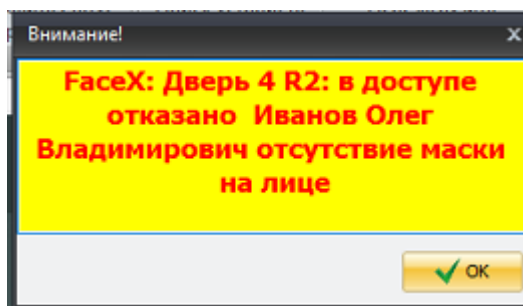 Внимание!
x
FaceX: Дверь 4 R2: в доступе
отказано Иванов Олег
Владимирович отсутствие маски
на лице
OK